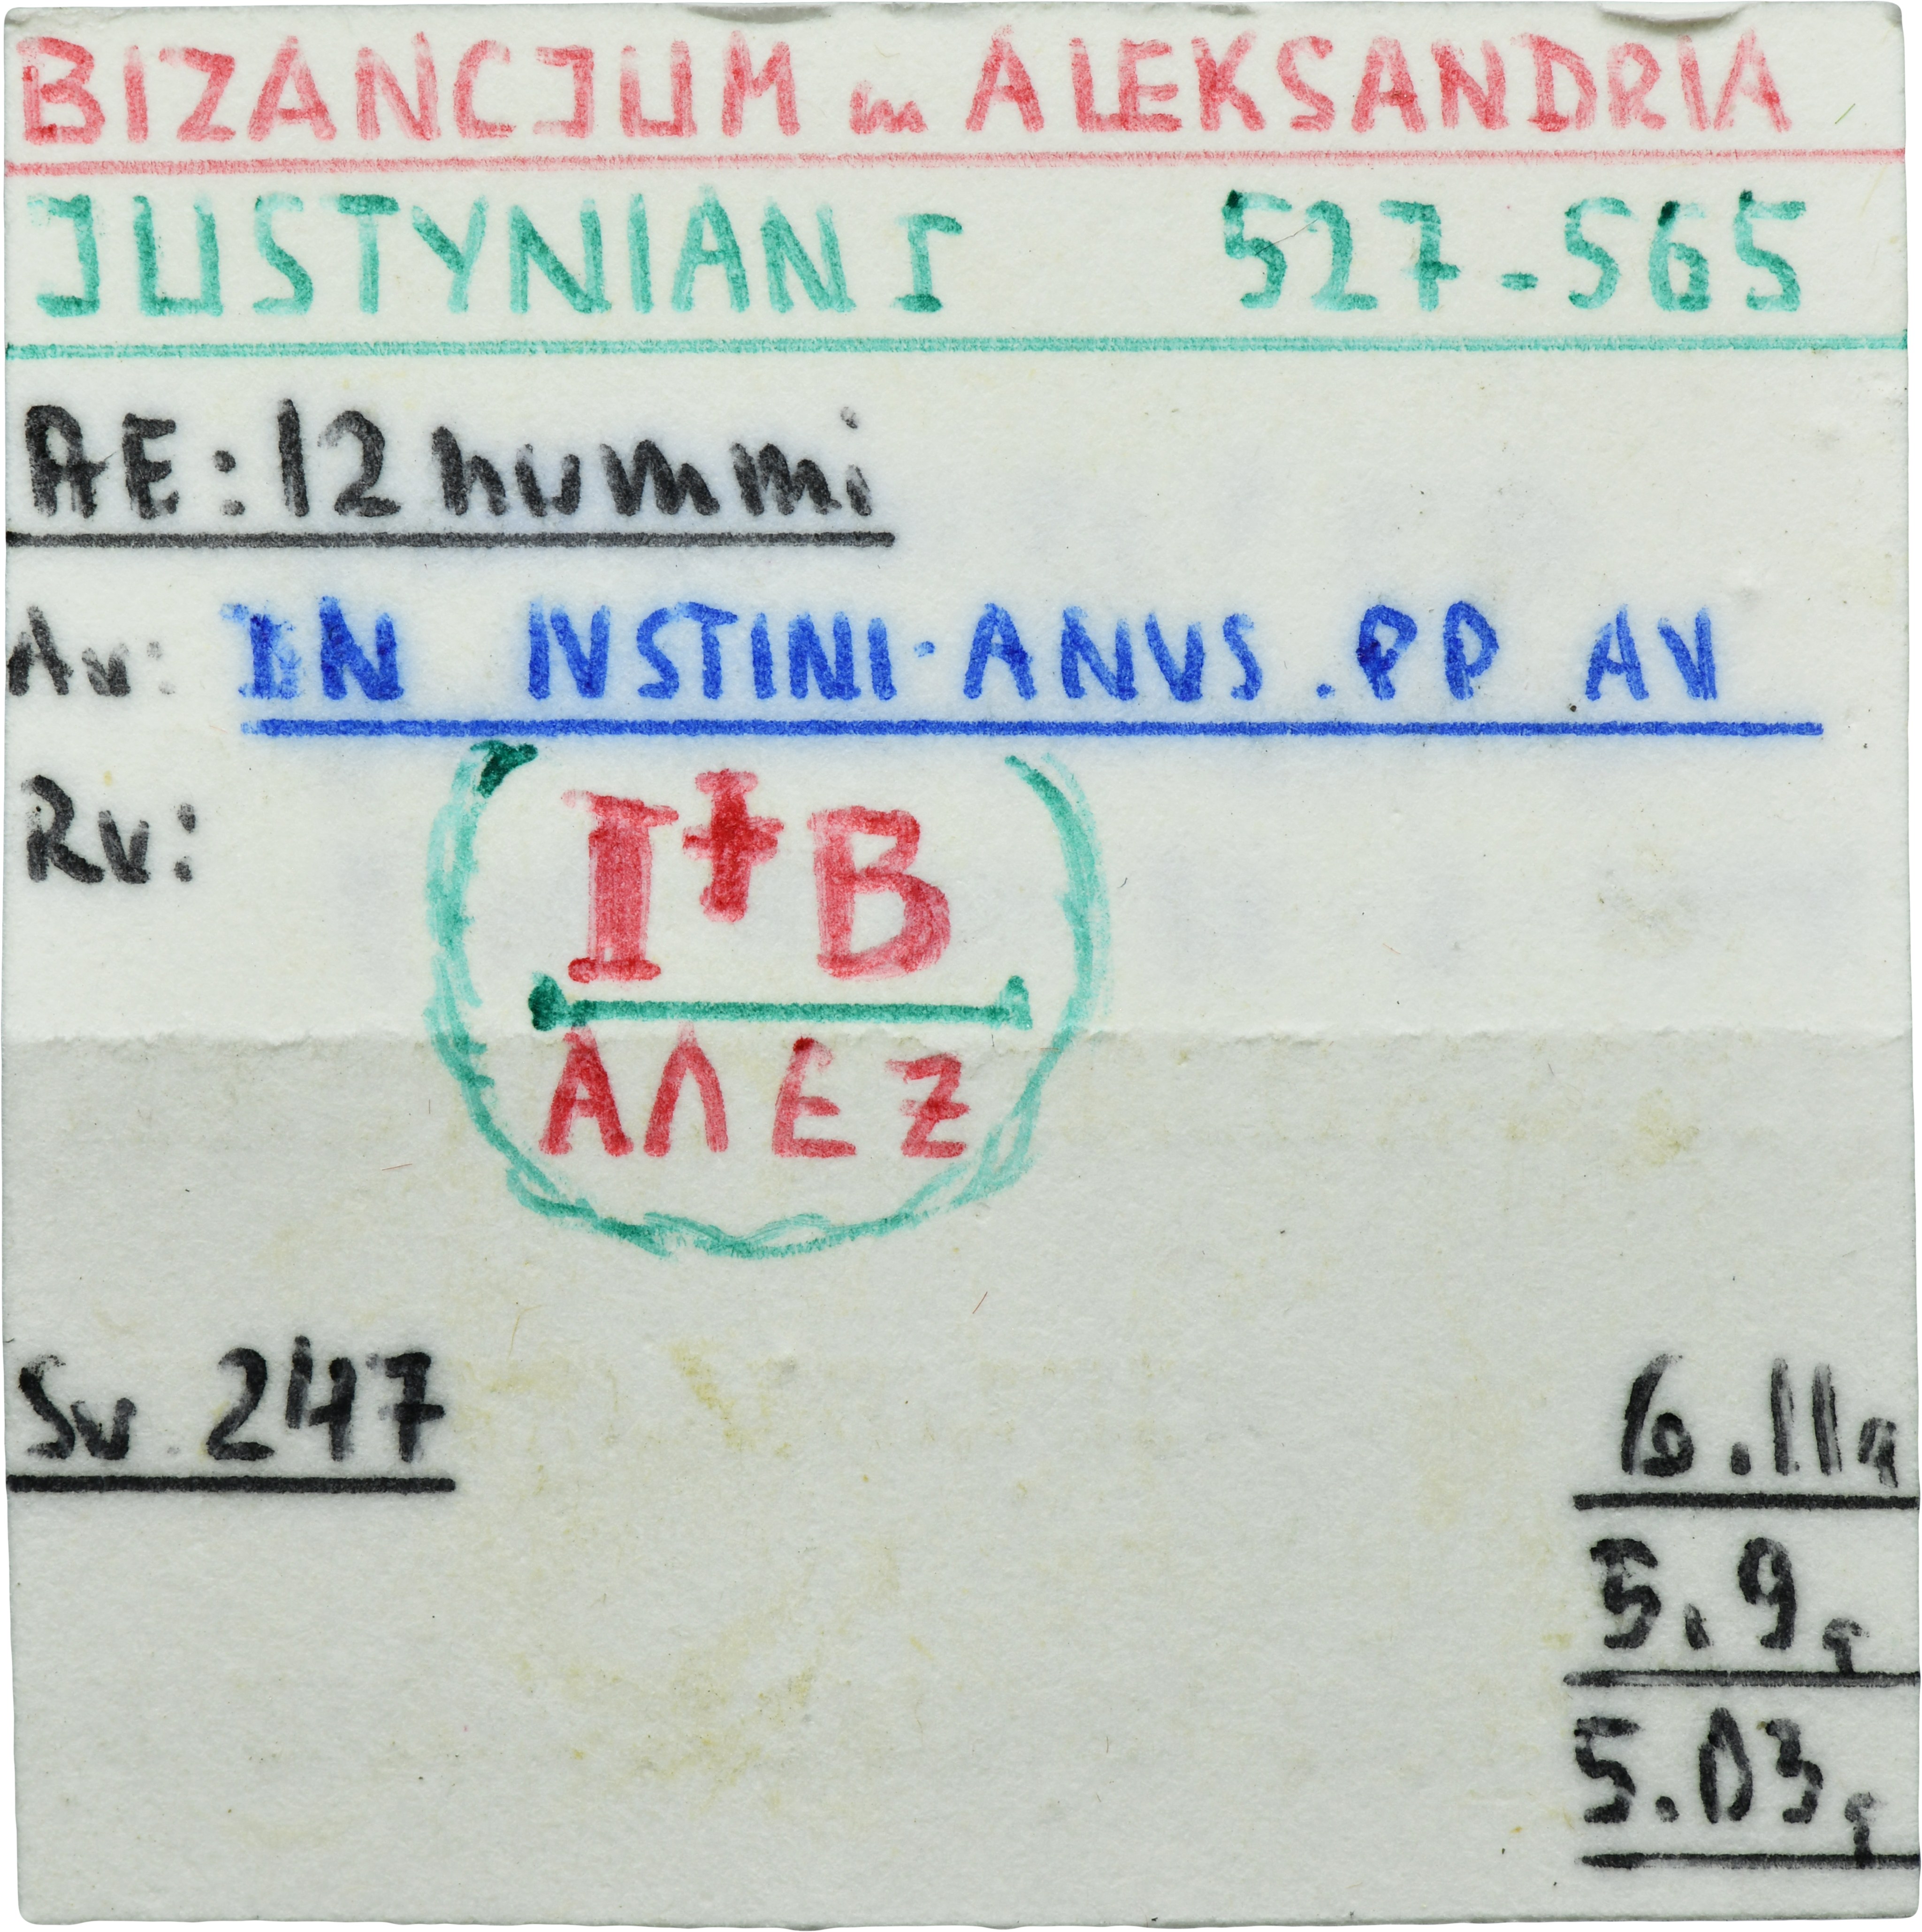 BIZANCJUM m ALEKSANDRIA
JUSTYNIAN I 527-565
AE: 12 nummi
Av: DN IVSTINI-ANVS.PP AV
Rv:
I†B
AΛEZ
Sv 247
6.11g
5.9g
5.03g